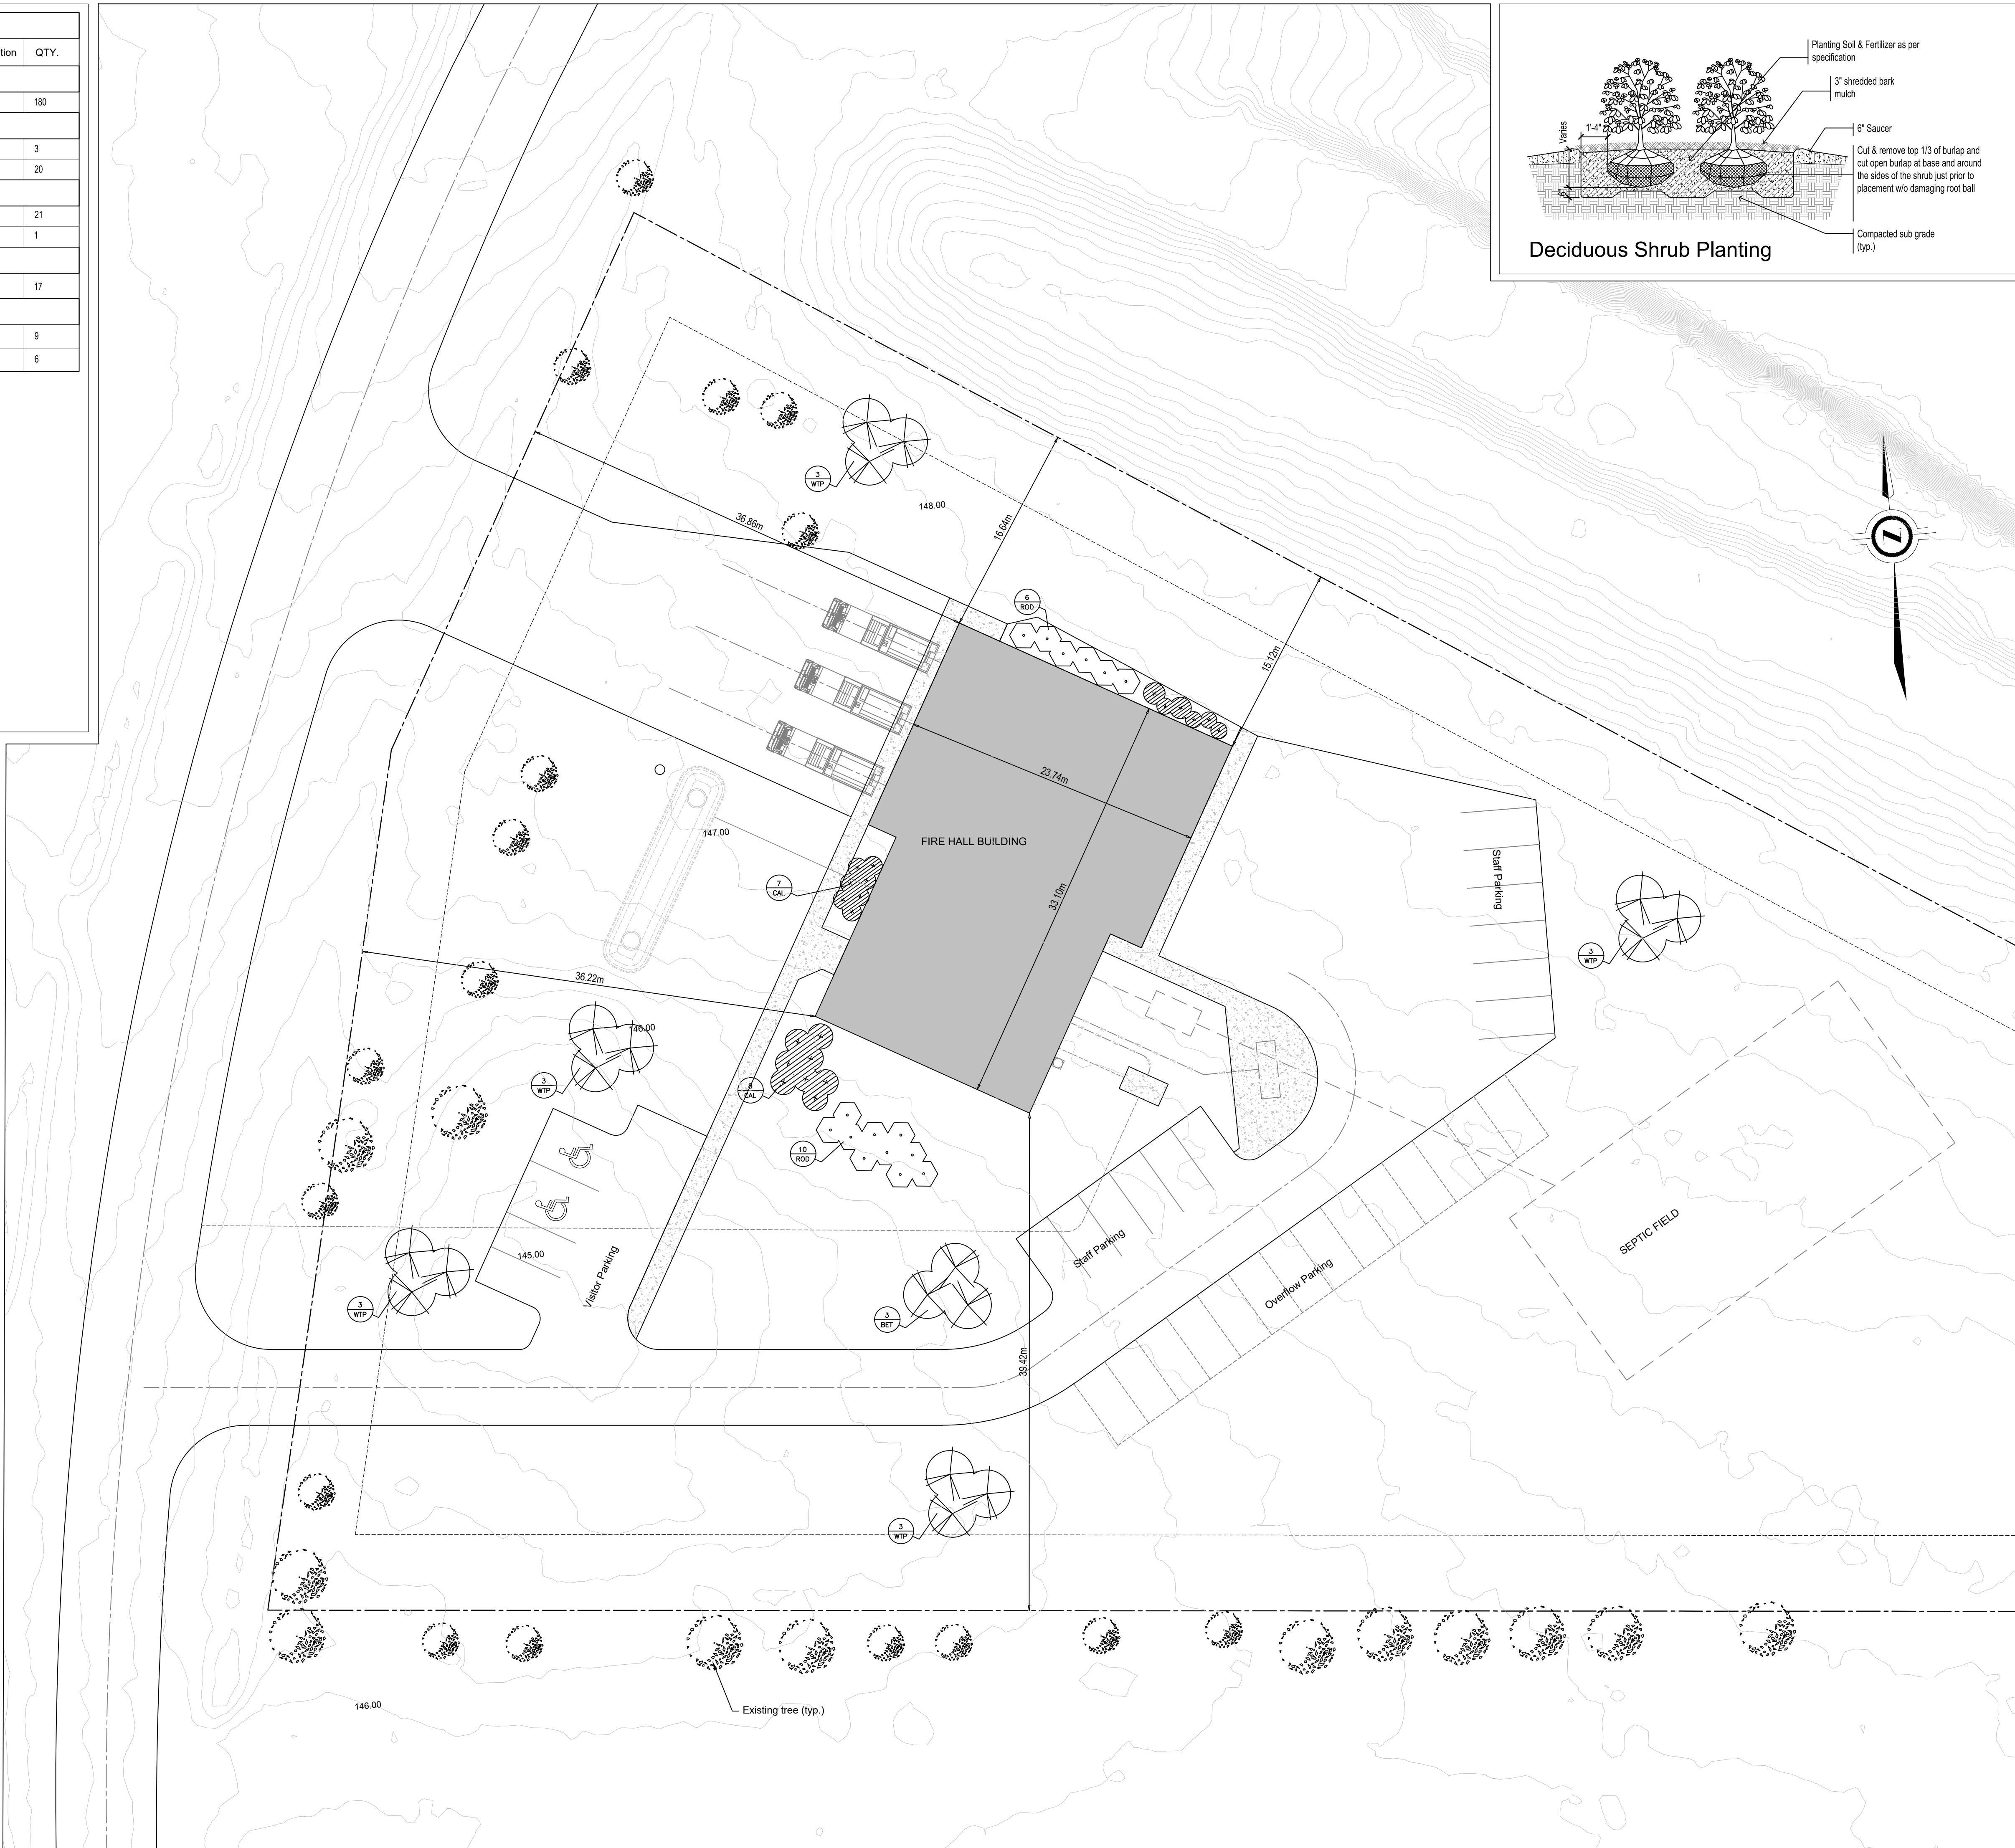 tion QTY.
180
3
20
21
1
17
9
6
Planting Soil & Fertilizer as per
specification
3" shredded bark
mulch
6" Saucer
Cut & remove top 1/3 of burlap and
cut open burlap at base and around
the sides of the shrub just prior to
placement w/o damaging root ball
Compacted sub grade
(typ.)
Varies
1'-4"
6"
Deciduous Shrub Planting
3
WTP
148.00
36.86m
16.64m
N
6
ROD
15.12m
23.74m
147.00
FIRE HALL BUILDING
33.10m
7
CAL
Staff Parking
3
WTP
36.22m
146.00
3
WTP
8
CAL
10
ROD
145.00
Visitor Parking
Staff Parking
SEPTIC FIELD
Overflow Parking
3
WTP
3
BET
39.42m
3
WTP
146.00
Existing tree (typ.)